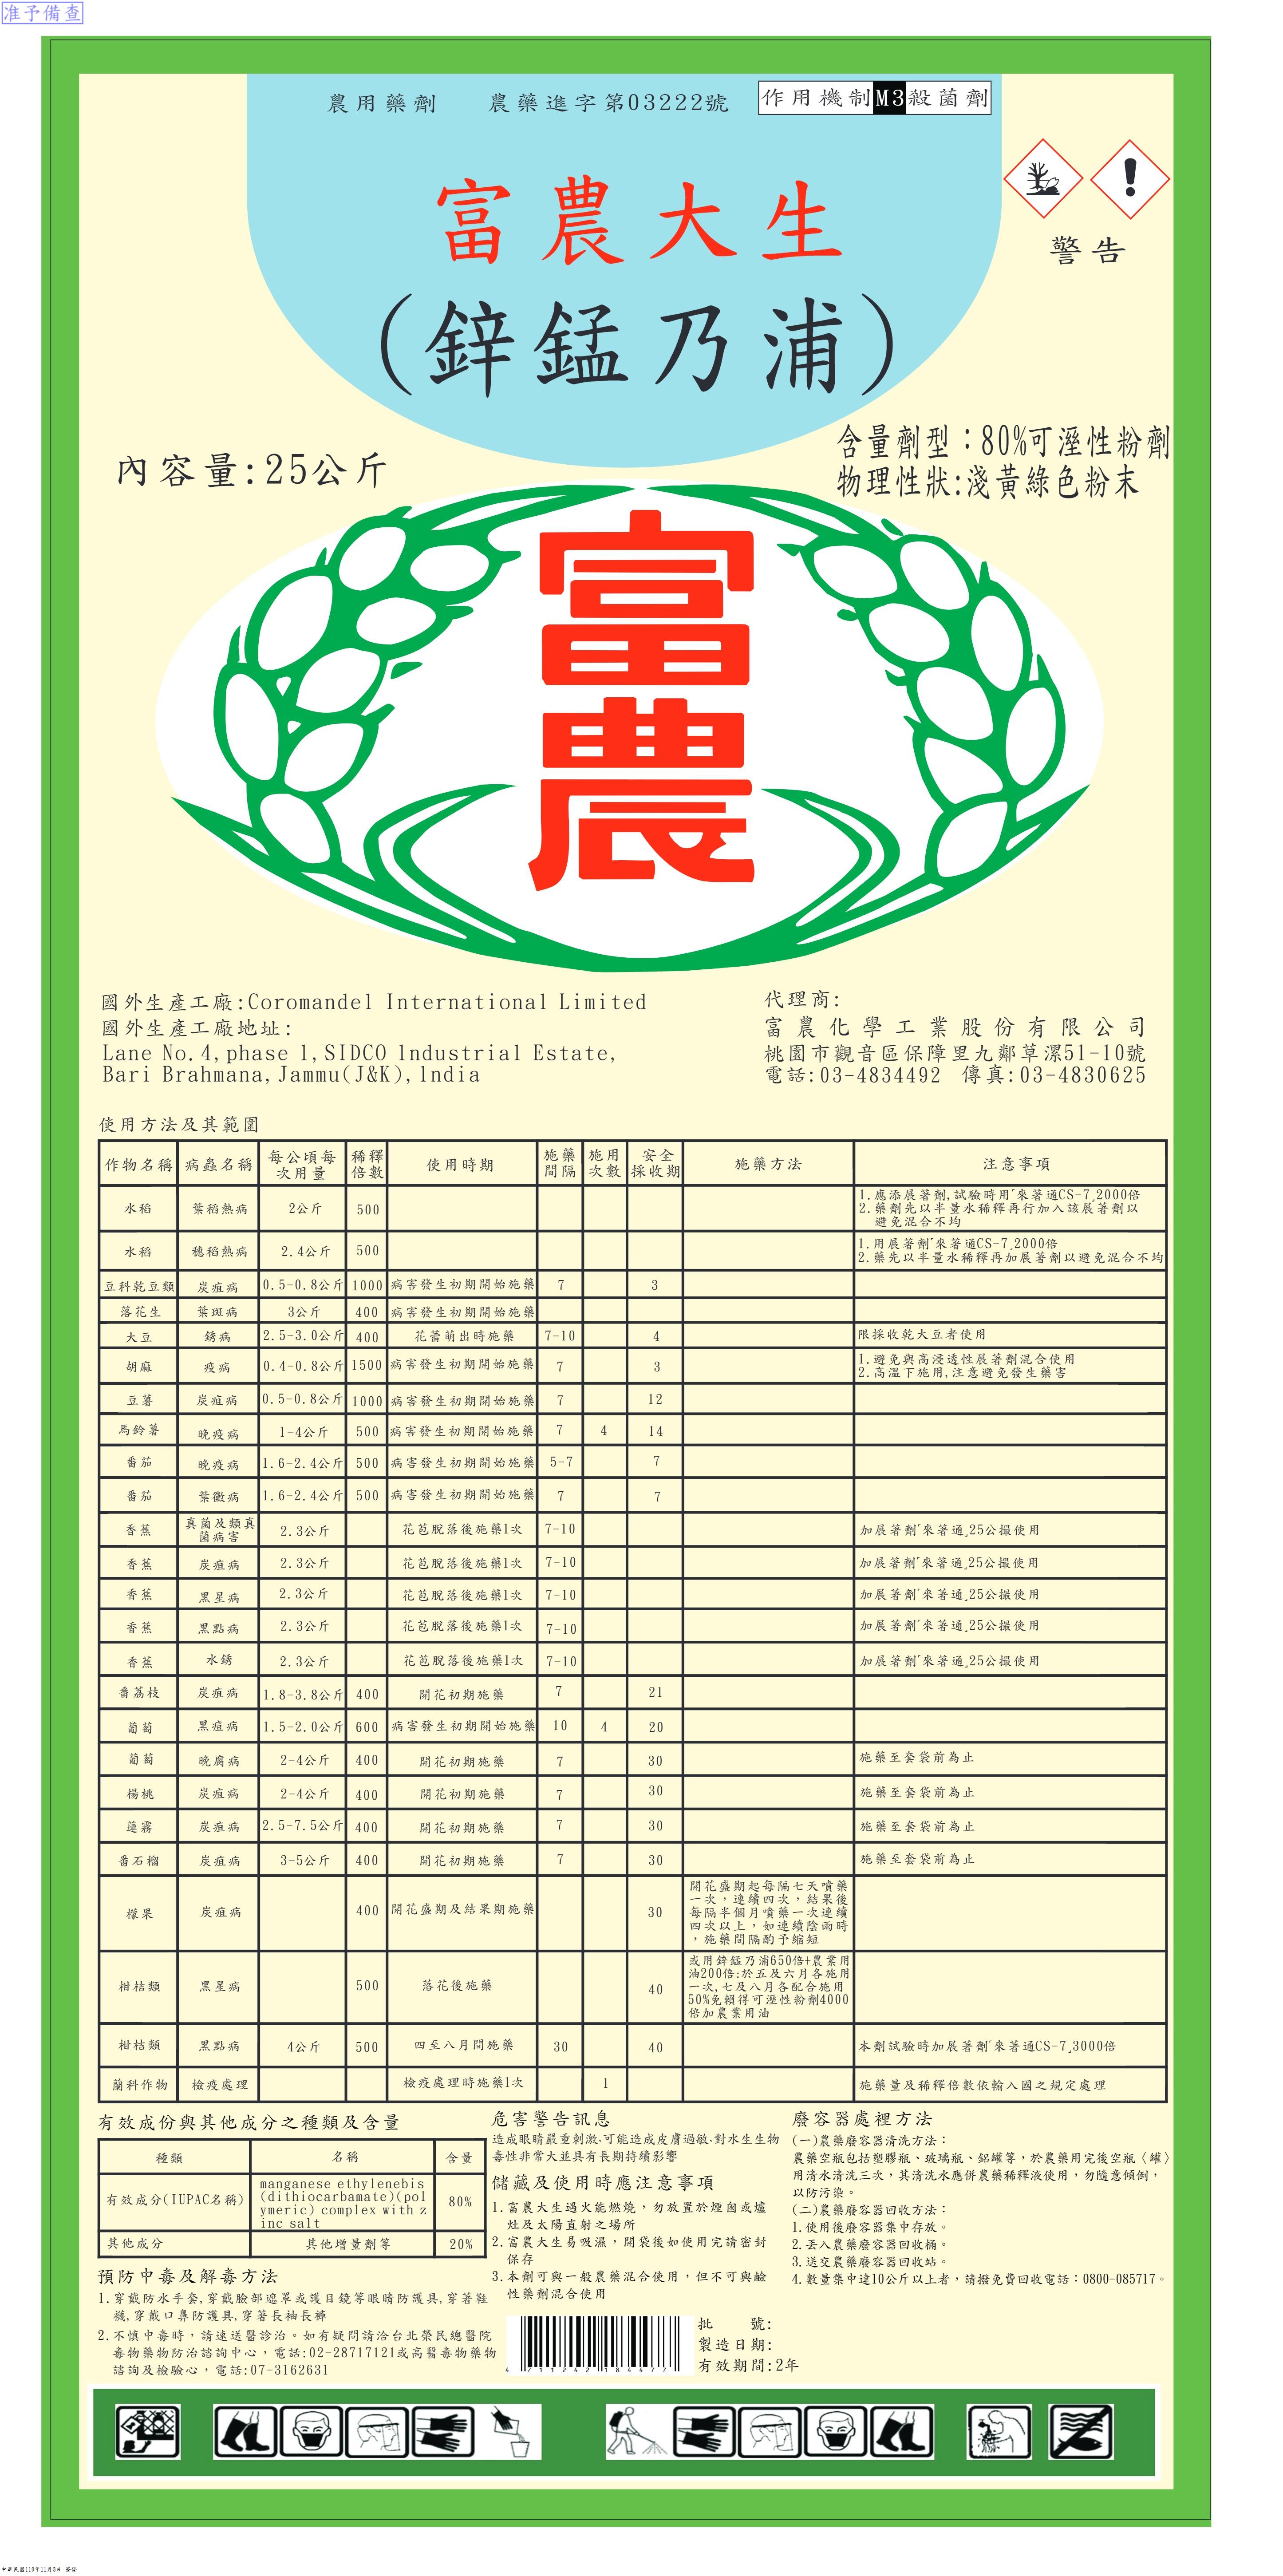 准予備查
農用藥劑 農藥進字第03222號 作用機制M3殺菌劑
富農大生
警告
(鋅錳乃浦)
含量劑型：80%可溼性粉劑
內容量:25公斤
物理性狀:淺黃綠色粉末
富農
國外生產工廠:Coromandel International Limited
國外生產工廠地址:
Lane No.4,phase l,SIDCO lndustrial Estate,
Bari Brahmana,Jammu(J&K),lndia
代理商:
富農化學工業股份有限公司
桃園市觀音區保障里九鄰草漯51-10號
電話:03-4834492 傳真:03-4830625
使用方法及其範圍
作物名稱 病蟲名稱 每公頃每次用量 稀釋倍數 使用時期 施藥間隔 施用次數 安全採收期 施藥方法 注意事項
水稻 葉稻熱病 2公斤 500
1.應添展著劑,試驗時用˝來著通CS-7˛2000倍
2.藥劑先以半量水稀釋再行加入該展著劑以
避免混合不均
水稻 穗稻熱病 2.4公斤 500
1.用展著劑˝來著通CS-7˛2000倍
2.藥先以半量水稀釋再加展著劑以避免混合不均
豆科乾豆類 炭疽病 0.5-0.8公斤 1000 病害發生初期開始施藥 7 3
落花生 葉斑病 3公斤 400 病害發生初期開始施藥
大豆 銹病 2.5-3.0公斤 400 花蕾萌出時施藥 7-10 4 限採收乾大豆者使用
胡麻 疫病 0.4-0.8公斤 1500 病害發生初期開始施藥 7 3
1.避免與高浸透性展著劑混合使用
2.高溫下施用,注意避免發生藥害
豆薯 炭疽病 0.5-0.8公斤 1000 病害發生初期開始施藥 7 12
馬鈴薯 晚疫病 1-4公斤 500 病害發生初期開始施藥 7 4 14
番茄 晚疫病 1.6-2.4公斤 500 病害發生初期開始施藥 5-7 7
番茄 葉黴病 1.6-2.4公斤 500 病害發生初期開始施藥 7 7
香蕉 真菌及類真菌病害 2.3公斤 花苞脫落後施藥1次 7-10 加展著劑˝來著通˛25公撮使用
香蕉 炭疽病 2.3公斤 花苞脫落後施藥1次 7-10 加展著劑˝來著通˛25公撮使用
香蕉 黑星病 2.3公斤 花苞脫落後施藥1次 7-10 加展著劑˝來著通˛25公撮使用
香蕉 黑點病 2.3公斤 花苞脫落後施藥1次 7-10 加展著劑˝來著通˛25公撮使用
香蕉 水銹 2.3公斤 花苞脫落後施藥1次 7-10 加展著劑˝來著通˛25公撮使用
番荔枝 炭疽病 1.8-3.8公斤 400 開花初期施藥 7 21
葡萄 黑痘病 1.5-2.0公斤 600 病害發生初期開始施藥 10 4 20
葡萄 晚腐病 2-4公斤 400 開花初期施藥 7 30 施藥至套袋前為止
楊桃 炭疽病 2-4公斤 400 開花初期施藥 7 30 施藥至套袋前為止
蓮霧 炭疽病 2.5-7.5公斤 400 開花初期施藥 7 30 施藥至套袋前為止
番石榴 炭疽病 3-5公斤 400 開花初期施藥 7 30 施藥至套袋前為止
檬果 炭疽病 400 開花盛期及結果期施藥 30
開花盛期起每隔七天噴藥
一次，連續四次，結果後
每隔半個月噴藥一次連續
四次以上，如連續陰雨時
，施藥間隔酌予縮短
柑桔類 黑星病 500 落花後施藥 40
或用鋅錳乃浦650倍+農業用
油200倍:於五及六月各施用
一次,七及八月各配合施用
50%免賴得可溼性粉劑4000
倍加農業用油
柑桔類 黑點病 4公斤 500 四至八月間施藥 30 40 本劑試驗時加展著劑˝來著通CS-7˛3000倍
蘭科作物 檢疫處理 檢疫處理時施藥1次 1 施藥量及稀釋倍數依輸入國之規定處理
有效成份與其他成分之種類及含量
種類 名稱 含量
有效成分(IUPAC名稱)
manganese ethylenebis
(dithiocarbamate)(pol
ymeric) complex with z
inc salt
80%
其他成分 其他增量劑等 20%
預防中毒及解毒方法
1.穿戴防水手套,穿戴臉部遮罩或護目鏡等眼睛防護具,穿著鞋
襪,穿戴口鼻防護具,穿著長袖長褲
2.不慎中毒時，請速送醫診治。如有疑問請洽台北榮民總醫院
毒物藥物防治諮詢中心，電話:02-28717121或高醫毒物藥物
諮詢及檢驗心，電話:07-3162631
危害警告訊息
造成眼睛嚴重刺激､可能造成皮膚過敏､對水生生物
毒性非常大並具有長期持續影響
儲藏及使用時應注意事項
1.富農大生遇火能燃燒，勿放置於煙囪或爐
灶及太陽直射之場所
2.富農大生易吸濕，開袋後如使用完請密封
保存
3.本劑可與一般農藥混合使用，但不可與鹼
性藥劑混合使用
4 711242 184477
批 號:
製造日期:
有效期間:2年
廢容器處裡方法
(一)農藥廢容器清洗方法：
農藥空瓶包括塑膠瓶、玻璃瓶、鋁罐等，於農藥用完後空瓶〈罐〉
用清水清洗三次，其清洗水應併農藥稀釋液使用，勿隨意傾倒，
以防污染。
(二)農藥廢容器回收方法：
1.使用後廢容器集中存放。
2.丟入農藥廢容器回收桶。
3.送交農藥廢容器回收站。
4.數量集中達10公斤以上者，請撥免費回收電話：0800-085717。